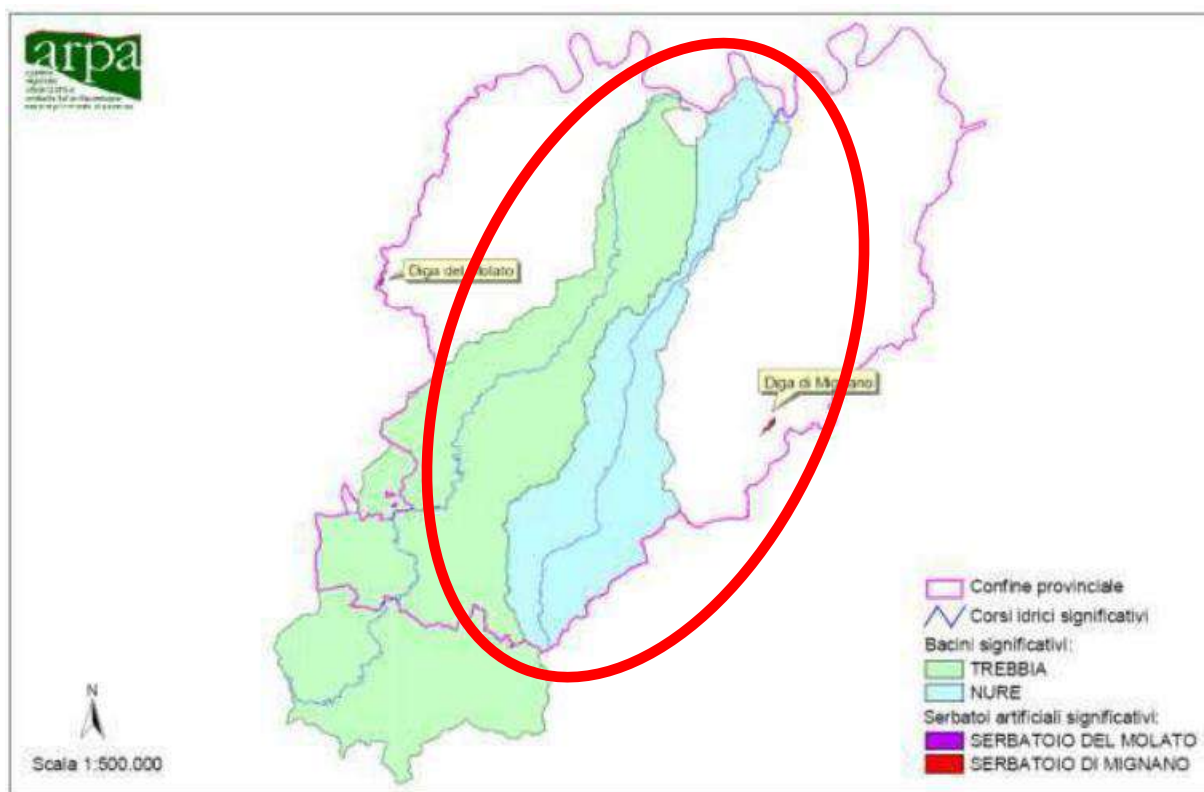 arpa
Diga del Molato
Diga di Mignano
Confine provinciale
Corsi idrici significativi
Bacini significativi:
TREBBIA
NURE
Serbatoi artificiali significativi:
SERBATOIO DEL MOLATO
SERBATOIO DI MIGNANO
N
Scala 1:500.000